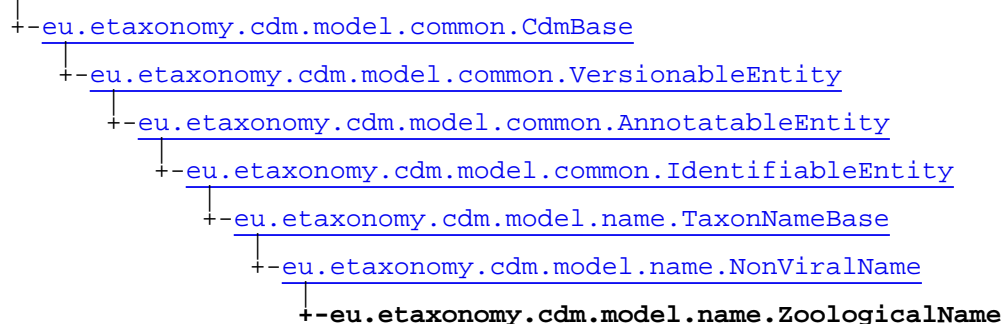 +-eu.etaxonomy.cdm.model.common.CdmBase
+-eu.etaxonomy.cdm.model.common.VersionableEntity
+-eu.etaxonomy.cdm.model.common.AnnotatableEntity
+-eu.etaxonomy.cdm.model.common.IdentifiableEntity
+-eu.etaxonomy.cdm.model.name.TaxonNameBase
+-eu.etaxonomy.cdm.model.name.NonViralName
+-eu.etaxonomy.cdm.model.name.ZoologicalName